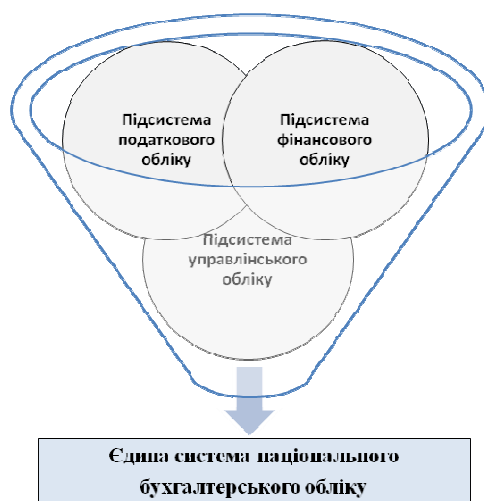 Підсистема
податкового
обліку
Підсистема
фінансового
обліку
Підсистема
управлінського
обліку
Єдина система національного
бухгалтерського обліку